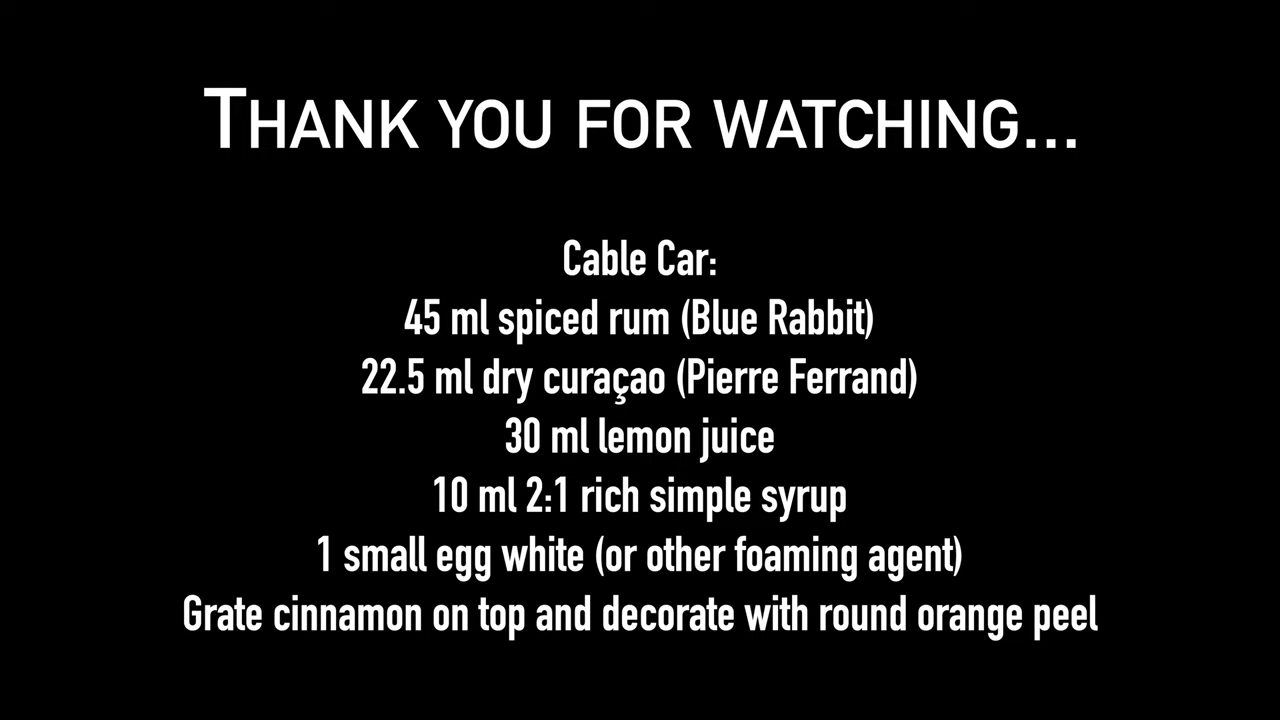 THANK YOU FOR WATCHING...
Cable Car:
45 ml spiced rum (Blue Rabbit)
22.5 ml dry curaçao (Pierre Ferrand)
30 ml lemon juice
10 ml 2:1 rich simple syrup
1 small egg white (or other foaming agent)
Grate cinnamon on top and decorate with round orange peel